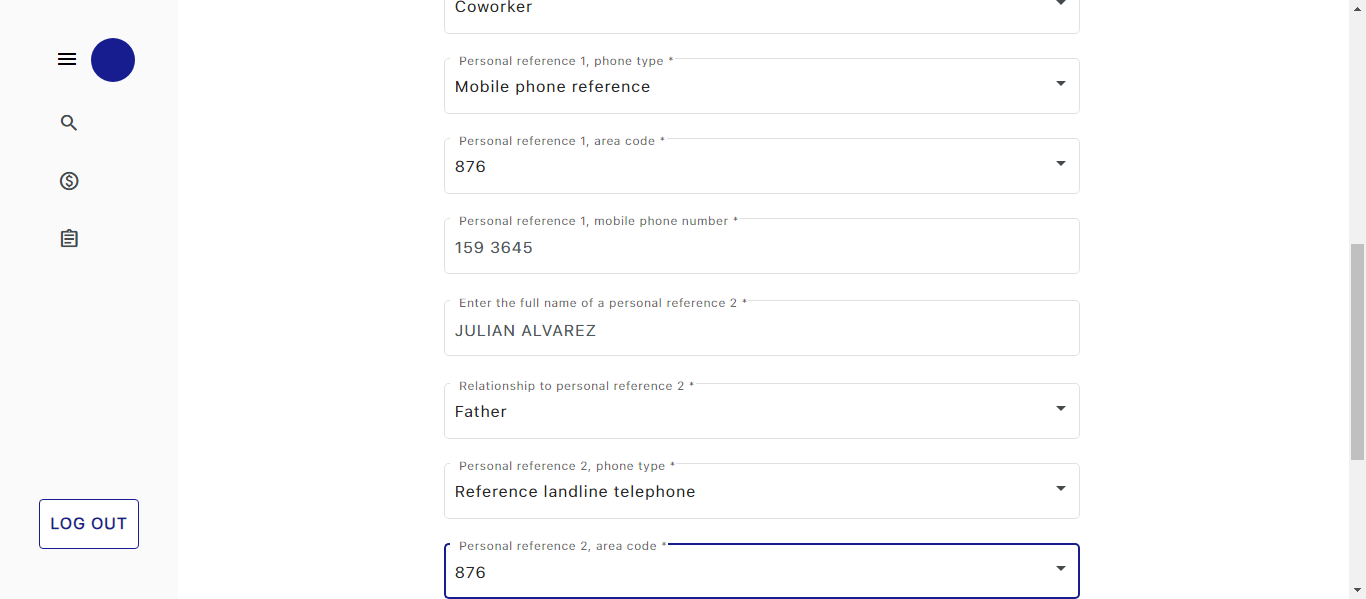 Coworker
Personal reference 1, phone type *
Mobile phone reference
Personal reference 1, area code *
876
Personal reference 1, mobile phone number *
159 3645
Enter the full name of a personal reference 2 *
JULIAN ALVAREZ
Relationship to personal reference 2 *
Father
Personal reference 2, phone type *
Reference landline telephone
LOG OUT
Personal reference 2, area code *
876